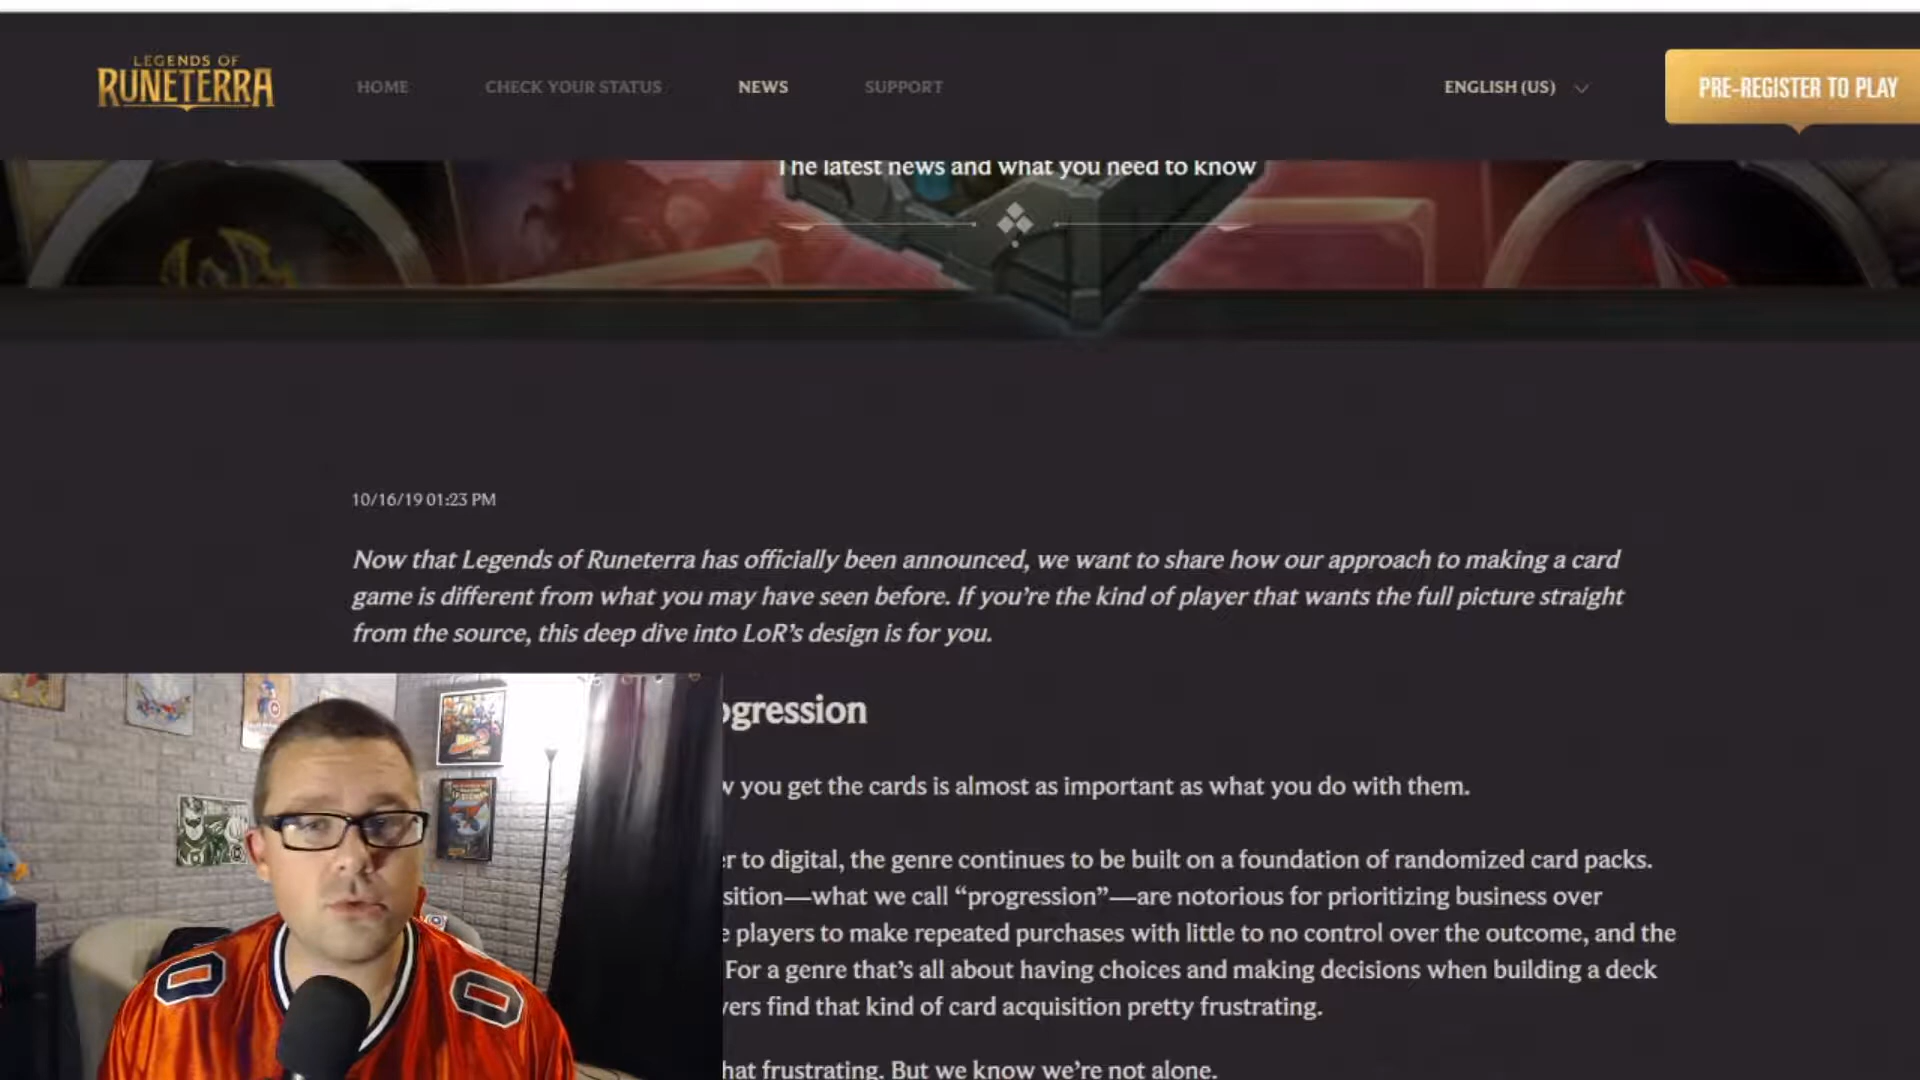 LEGENDS OF
RUNETERRA
HOME
CHECK YOUR STATUS
NEWS
SUPPORT
ENGLISH (US)
PRE-REGISTER TO PLAY
The latest news and what you need to know
10/16/19 01:23 PM
Now that Legends of Runeterra has officially been announced, we want to share how our approach to making a card
game is different from what you may have seen before. If you're the kind of player that wants the full picture straight
from the source, this deep dive into LoR's design is for you.
ogression
w you get the cards is almost as important as what you do with them.
er to digital, the genre continues to be built on a foundation of randomized card packs.
sition—what we call “progression”—are notorious for prioritizing business over
e players to make repeated purchases with little to no control over the outcome, and the
For a genre that's all about having choices and making decisions when building a deck
yers find that kind of card acquisition pretty frustrating.
hat frustrating. But we know we're not alone.
0 0